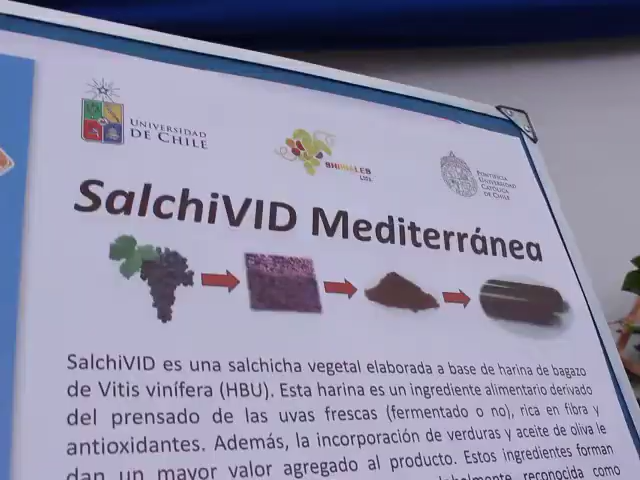 UNIVERSIDAD
DE CHILE
PONTIFICIA
UNIVERSIDAD
CATÓLICA
DE CHILE
SalchiVID Mediterránea
SalchiVID es una salchicha vegetal elaborada a base de harina de bagazo
de Vitis vinífera (HBU). Esta harina es un ingrediente alimentario derivado
del prensado de las uvas frescas (fermentado o no), rica en fibra y
antioxidantes. Además, la incorporación de verduras y aceite de oliva le
dan un mayor valor agregado al producto. Estos ingredientes forman
reconocida como